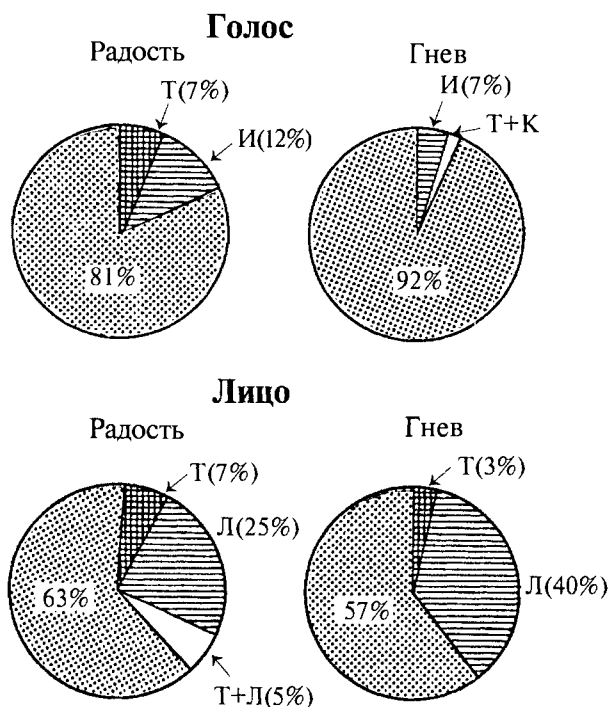 Голос
Радость
Т(7%)
И(12%)
81%
Гнев
И(7%)
Т+К
92%
Лицо
Радость
Т(7%)
Л(25%)
63%
Т+Л(5%)
Гнев
Т(3%)
Л(40%)
57%